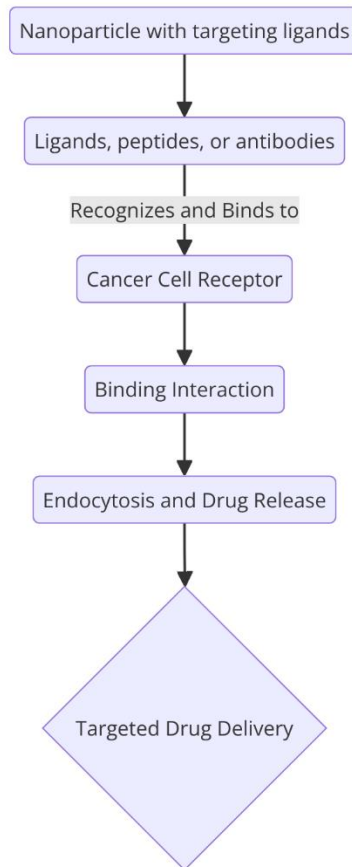 Nanoparticle with targeting ligands
Ligands, peptides, or antibodies
Recognizes and Binds to
Cancer Cell Receptor
Binding Interaction
Endocytosis and Drug Release
Targeted Drug Delivery